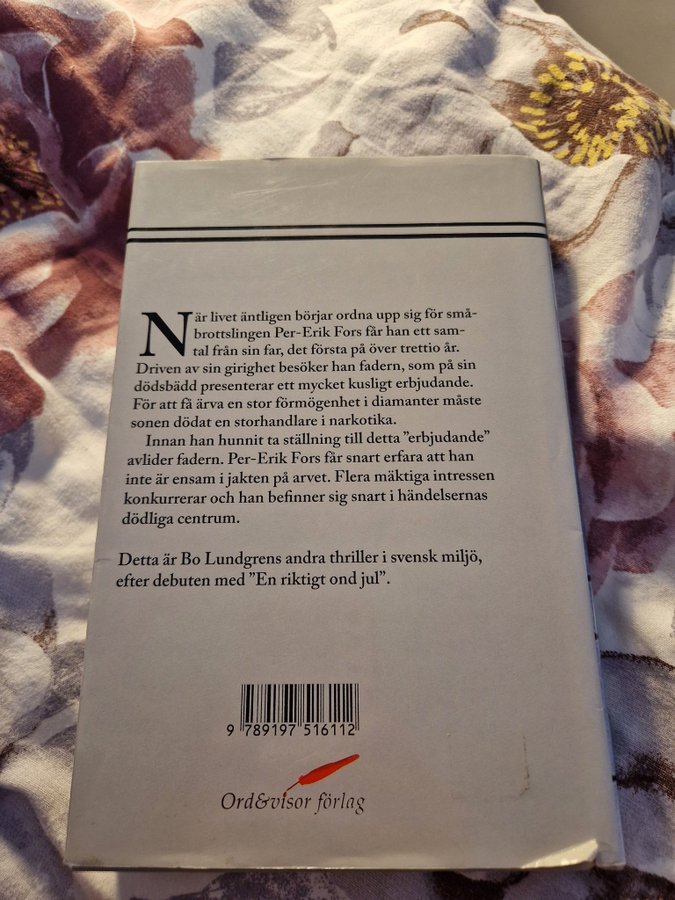 När livet äntligen börjar ordna upp sig för små-
brottslingen Per-Erik Fors får han ett sam-
tal från sin far, det första på över trettio år.
Driven av sin girighet besöker han fadern, som på sin
dödsbädd presenterar ett mycket kusligt erbjudande.
För att få ärva en stor förmögenhet i diamanter måste
sonen dödat en storhandlare i narkotika.
Innan han hunnit ta ställning till detta ”erbjudande”
avlider fadern. Per-Erik Fors får snart erfara att han
inte är ensam i jakten på arvet. Flera mäktiga intressen
konkurrerar och han befinner sig snart i händelsernas
dödliga centrum.
Detta är Bo Lundgrens andra thriller i svensk miljö,
efter debuten med ”En riktigt ond jul”.
9 789197 516112
Ord&visor förlag